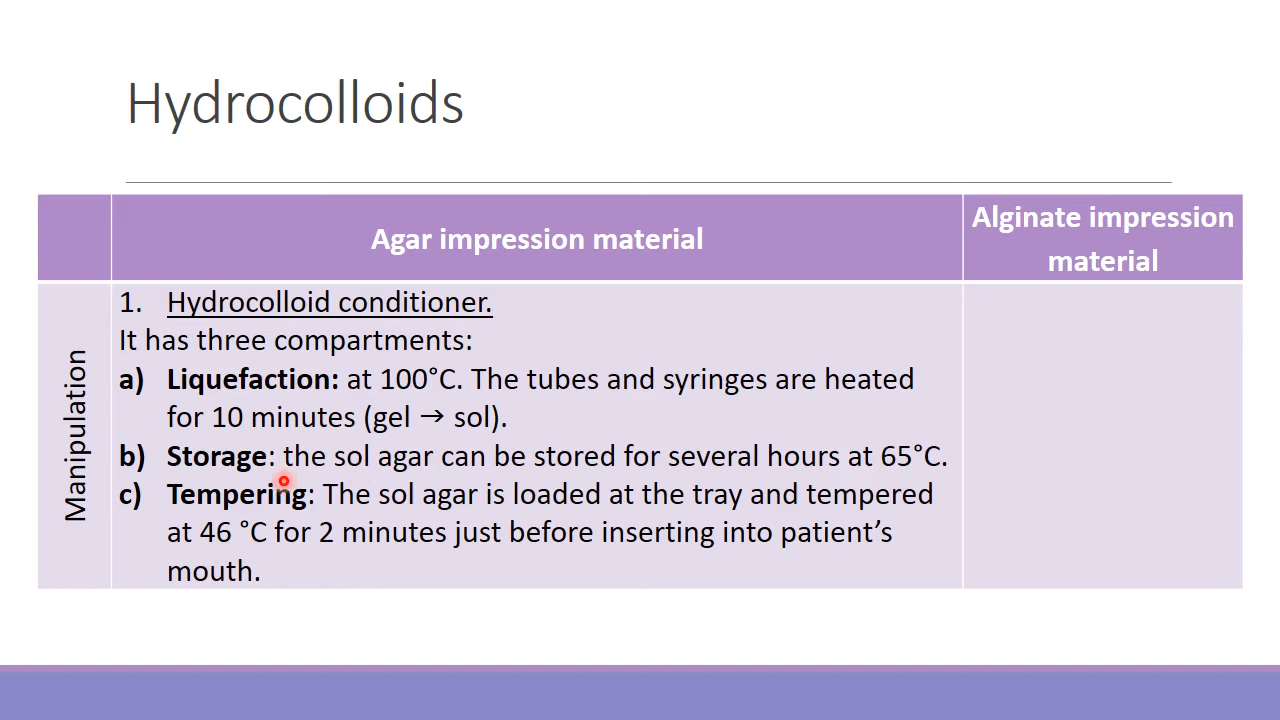 Hydrocolloids
Agar impression material
Alginate impression
material
Manipulation
1. Hydrocolloid conditioner.
It has three compartments:
a) Liquefaction: at 100°C. The tubes and syringes are heated
for 10 minutes (gel → sol).
b) Storage: the sol agar can be stored for several hours at 65°C.
c) Tempering: The sol agar is loaded at the tray and tempered
at 46 °C for 2 minutes just before inserting into patient’s
mouth.